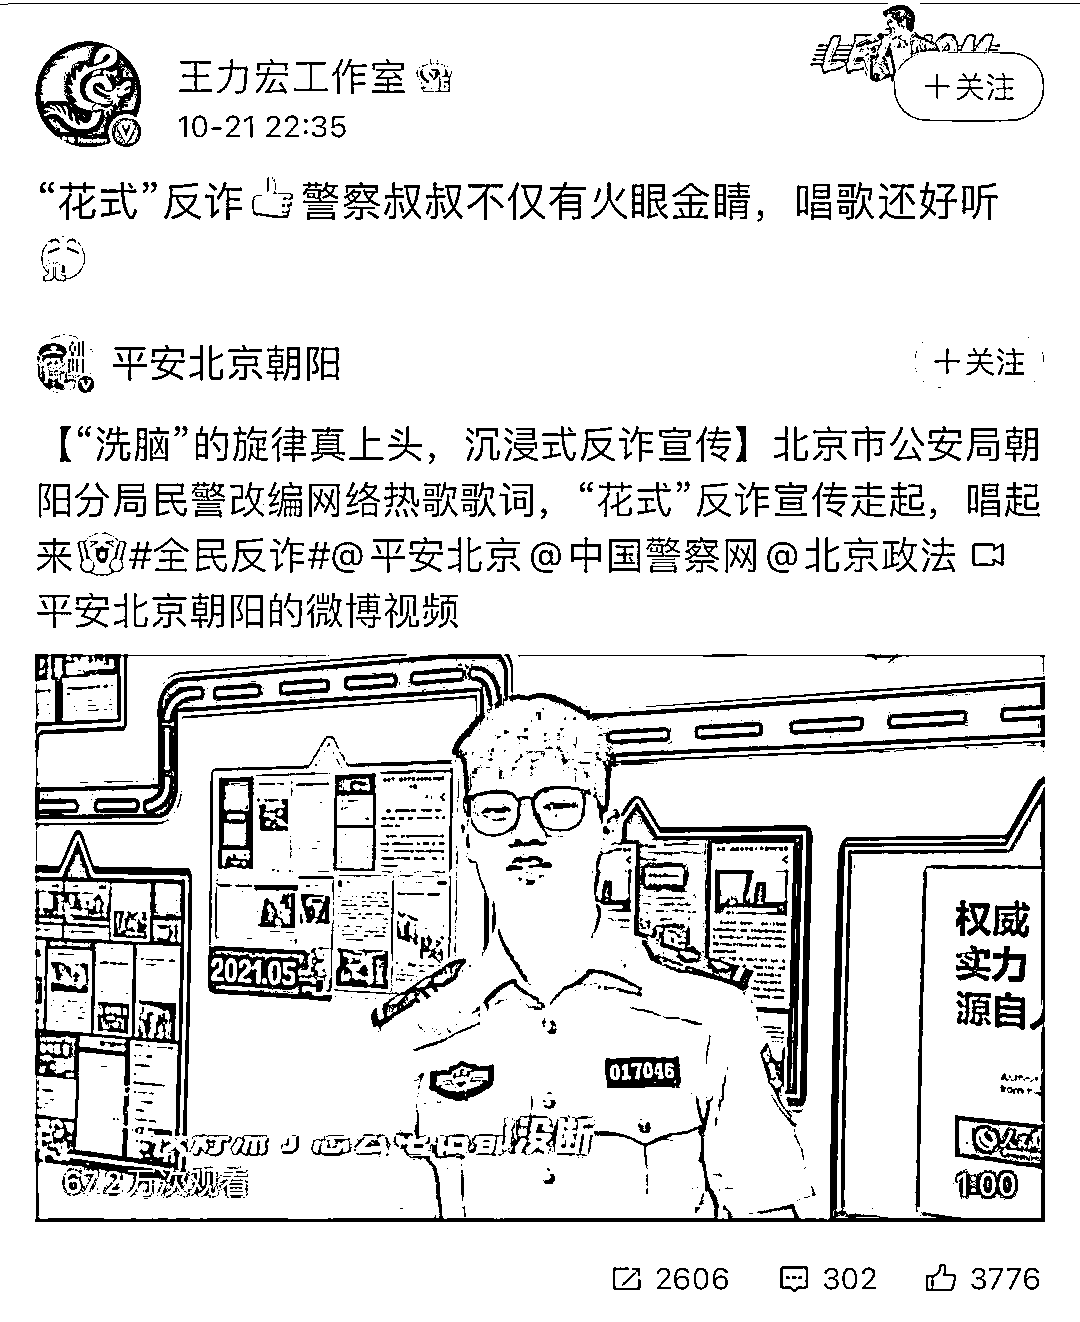 王力宏工作室
+关注
10-21 22:35
“花式”反诈👍警察叔叔不仅有火眼金睛，唱歌还好听
平安北京朝阳
+关注
【“洗脑”的旋律真上头，沉浸式反诈宣传】北京市公安局朝
阳分局民警改编网络热歌歌词，“花式”反诈宣传走起，唱起
来#全民反诈#@平安北京@中国警察网@北京政法
平安北京朝阳的微博视频
2021.05
权威
实力
源自
017046
没断
672万次观看
1:00
2606
302
3776